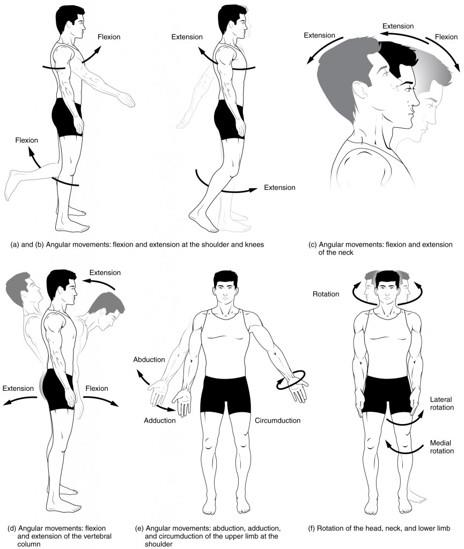 Flexion
Extension
Extension
Flexion
Flexion
Extension
(a) and (b) Angular movements: flexion and extension at the shoulder and knees
(c) Angular movements: flexion and extension
of the neck
Extension
Rotation
Abduction
Extension
Flexion
Adduction
Circumduction
Lateral
rotation
Medial
rotation
(d) Angular movements: flexion
and extension of the vertebral
column
(e) Angular movements: abduction, adduction,
and circumduction of the upper limb at the
shoulder
(f) Rotation of the head, neck, and lower limb